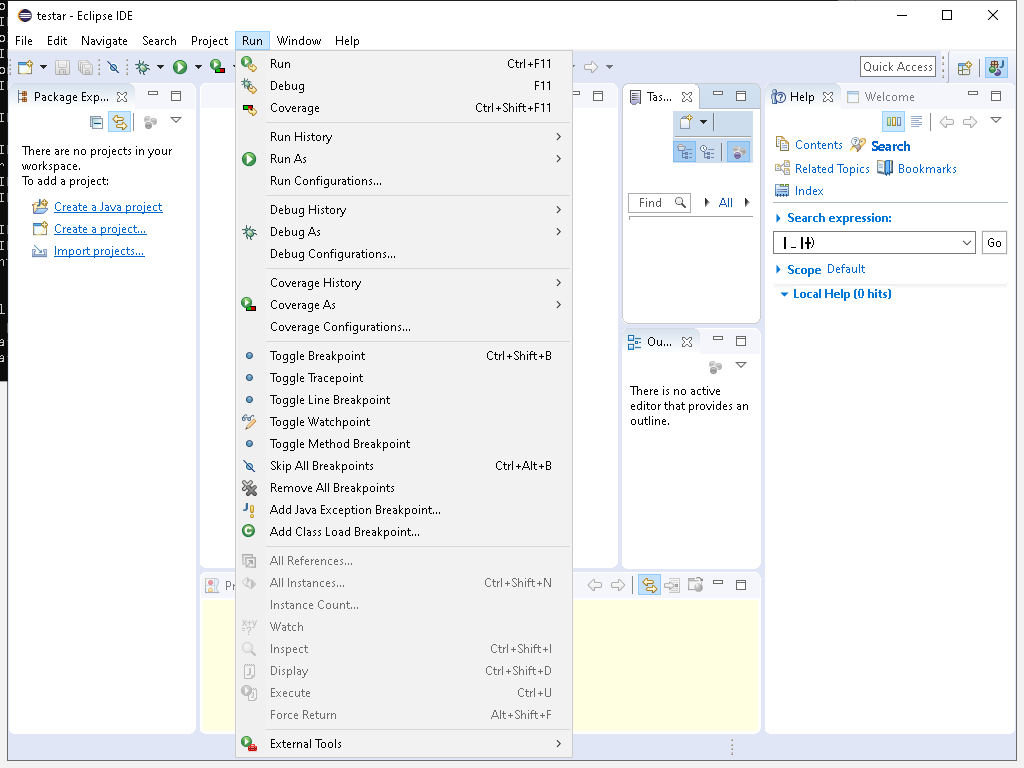 testar - Eclipse IDE
File Edit Navigate Search Project Run Window Help
Quick Access
Package Exp...
There are no projects in your
workspace.
To add a project:
Create a Java project
Create a project...
Import projects...
Run Ctrl+F11
Debug F11
Coverage Ctrl+Shift+F11
Run History
Run As
Run Configurations...
Debug History
Debug As
Debug Configurations...
Coverage History
Coverage As
Coverage Configurations...
Toggle Breakpoint Ctrl+Shift+B
Toggle Tracepoint
Toggle Line Breakpoint
Toggle Watchpoint
Toggle Method Breakpoint
Skip All Breakpoints Ctrl+Alt+B
Remove All Breakpoints
Add Java Exception Breakpoint...
Add Class Load Breakpoint...
All References...
All Instances... Ctrl+Shift+N
Instance Count...
Watch
Inspect Ctrl+Shift+I
Display Ctrl+Shift+D
Execute Ctrl+U
Force Return Alt+Shift+F
External Tools
Tas...
Find All
Ou...
There is no active
editor that provides an
outline.
Help Welcome
Contents Search
Related Topics Bookmarks
Index
Search expression:
Go
Scope Default
Local Help (0 hits)